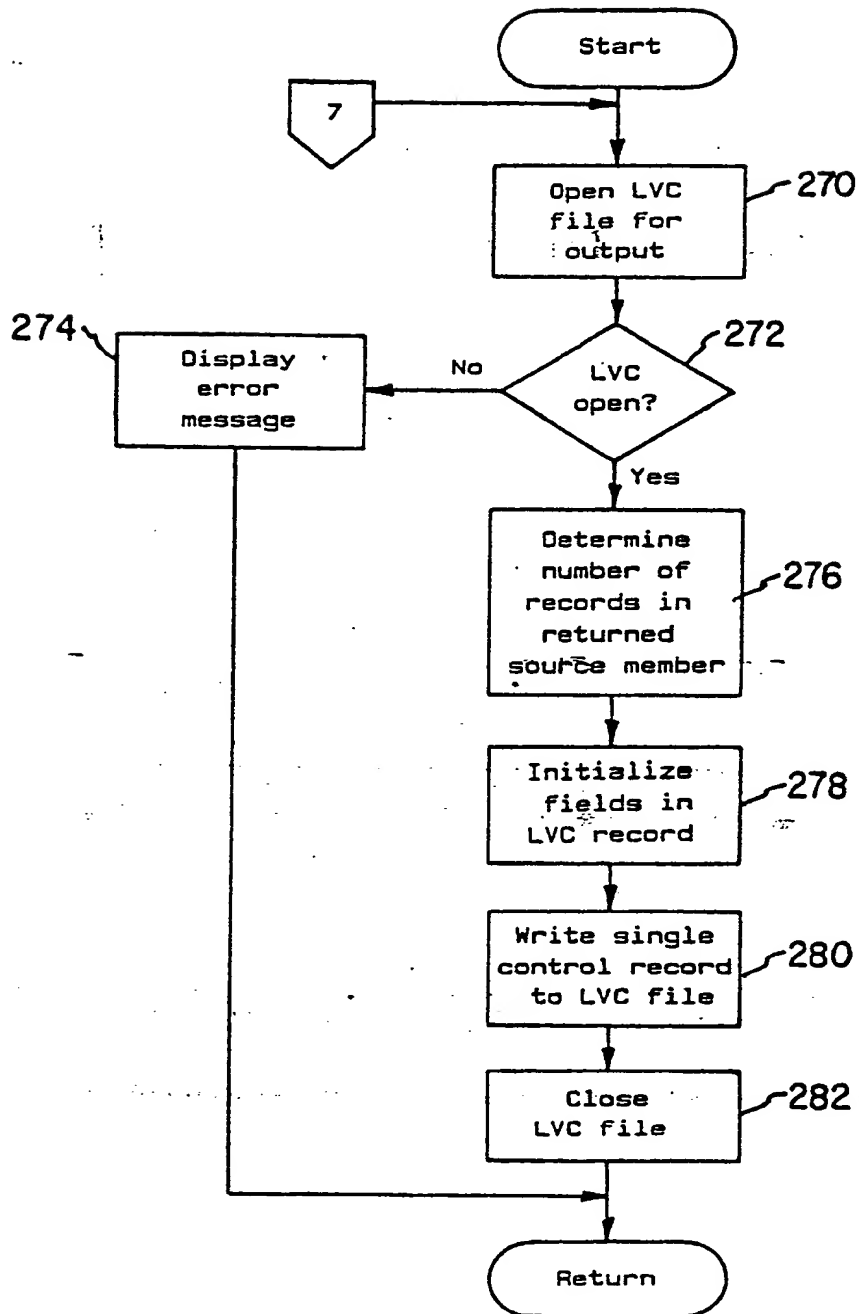 Start
7
Open LVC
file for
output
270
274
Display
error
message
No
LVC
open?
272
Yes
Determine
number of
records in
returned
source member
276
Initialize
fields in
LVC record
278
Write single
control record
to LVC file
280
Close
LVC file
282
Return